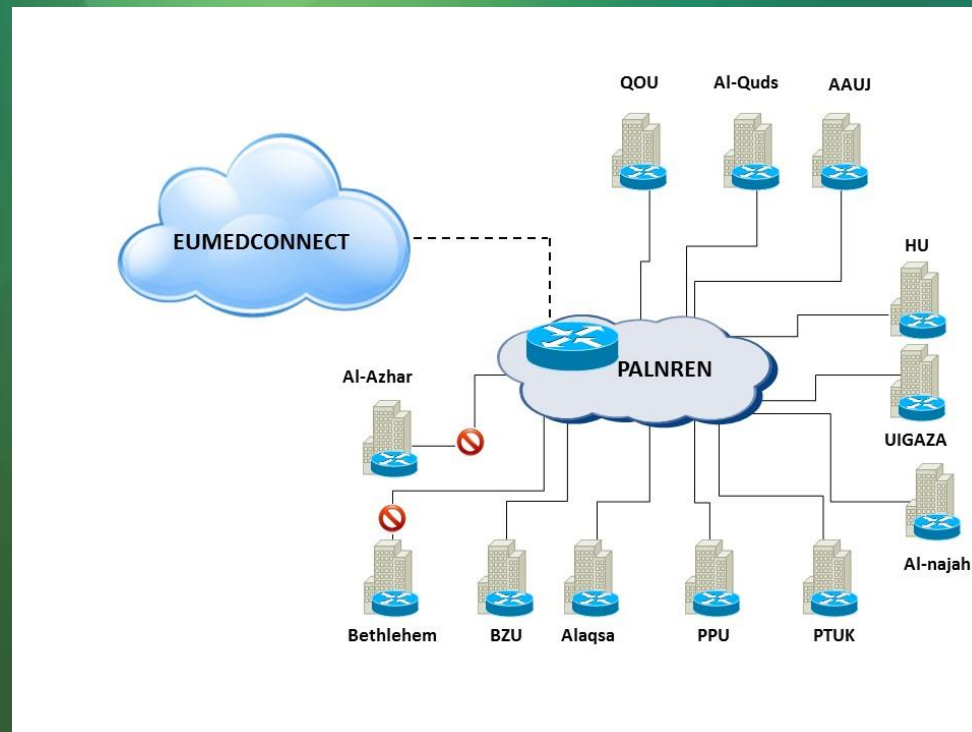 QOU
Al-Quds
AAUJ
EUMEDCONNECT
HU
PALNREN
Al-Azhar
UIGAZA
Al-najah
Bethlehem
BZU
Alaqsa
PPU
PTUK